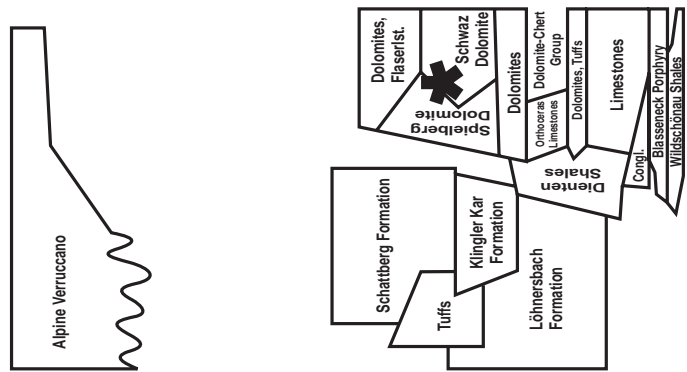 Alpine Verruccano
Dolomites,
Flaserlst.
Schwaz
Dolomite
Spielberg
Dolomite
Dolomites
Dolomite-Chert
Group
Orthoceras
Limestones
Dolomites, Tuffs
Limestones
Congl.
Blasseneck Porphyry
Wildschönau Shales
Dienten
Shales
Schattberg Formation
Klingler Kar
Formation
Tuffs
Löhnersbach
Formation